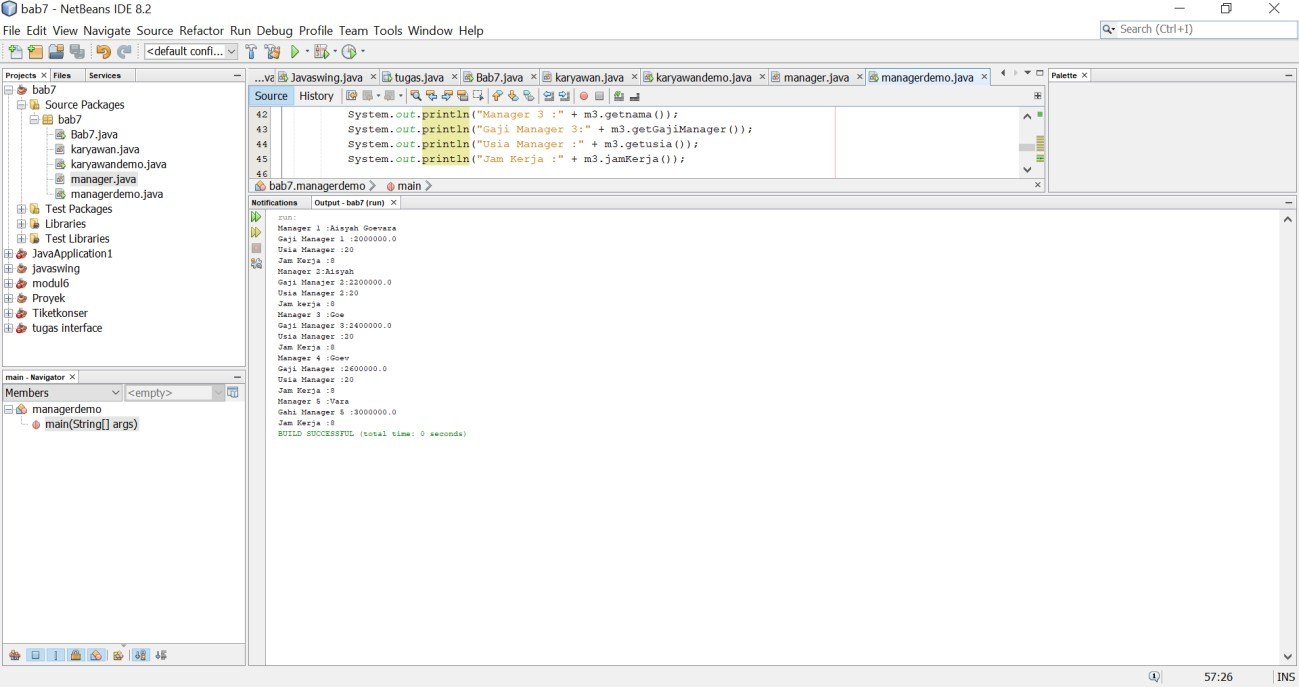 bab7 - NetBeans IDE 8.2
File Edit View Navigate Source Refactor Run Debug Profile Team Tools Window Help
Search (Ctrl+I)
<default confi...
Projects Files Services
bab7
Source Packages
bab7
Bab7.java
karyawan.java
karyawandemo.java
manager.java
managerdemo.java
Test Packages
Libraries
Test Libraries
JavaApplication1
javaswing
modul6
Proyek
Tiketkonser
tugas interface
main - Navigator
Members <empty>
managerdemo
main(String[] args)
...va Javaswing.java tugas.java Bab7.java karyawan.java karyawandemo.java manager.java managerdemo.java
Source History
42 System.out.println("Manager 3 :" + m3.getnama());
43 System.out.println("Gaji Manager 3:" + m3.getGajiManager());
44 System.out.println("Usia Manager :" + m3.getusia());
45 System.out.println("Jam Kerja :" + m3.jamKerja());
46
bab7.managerdemo main
Notifications Output - bab7 (run)
run:
Manager 1 :Aisyah Goevara
Gaji Manager 1 :2000000.0
Usia Manager :20
Jam Kerja :8
Manager 2:Aisyah
Gaji Manajer 2:2200000.0
Usia Manager 2:20
Jam kerja :8
Manager 3 :Goe
Gaji Manager 3:2400000.0
Usia Manager :20
Jam Kerja :8
Manager 4 :Goev
Gaji Manager :2600000.0
Usia Manager :20
Jam Kerja :8
Manager 5 :Vara
Gahi Manager 5 :3000000.0
Jam Kerja :8
BUILD SUCCESSFUL (total time: 0 seconds)
Palette
57:26 INS